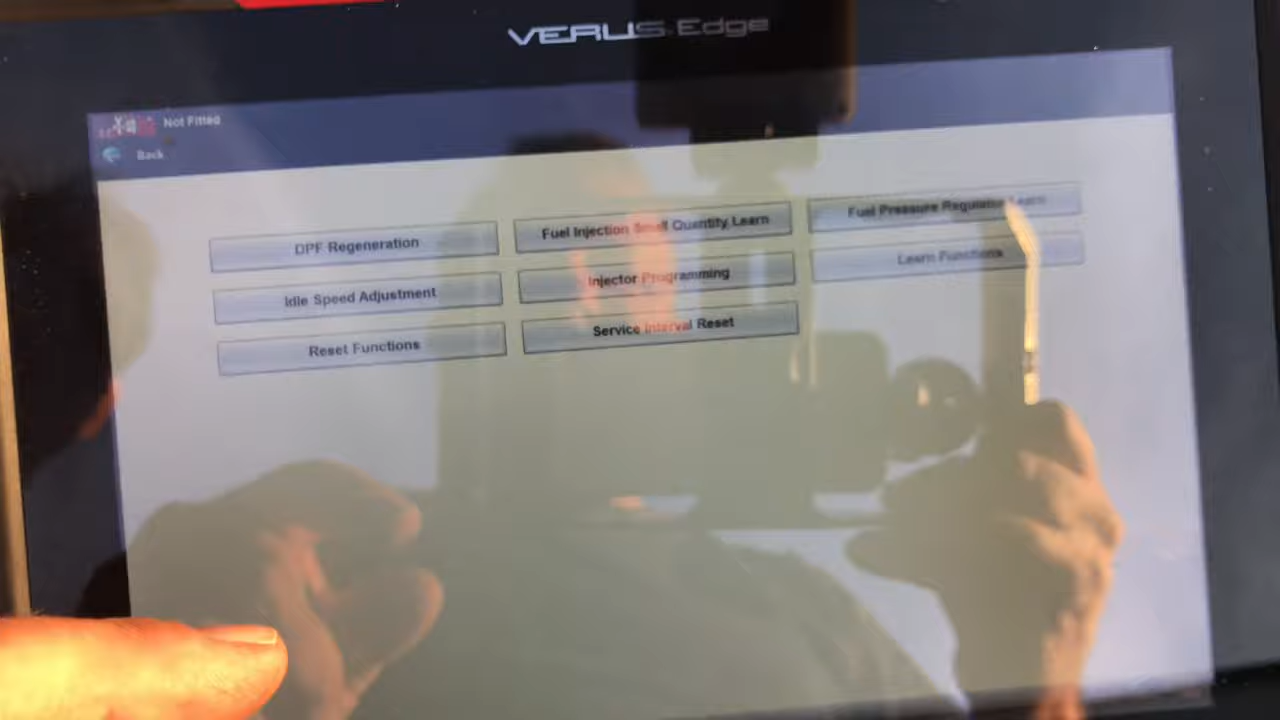 VERUS Edge
Not Fitted
Back
DPF Regeneration
Fuel Injection Small Quantity Learn
Fuel Pressure Regulator Learn
Idle Speed Adjustment
Injector Programming
Learn Functions
Reset Functions
Service Interval Reset